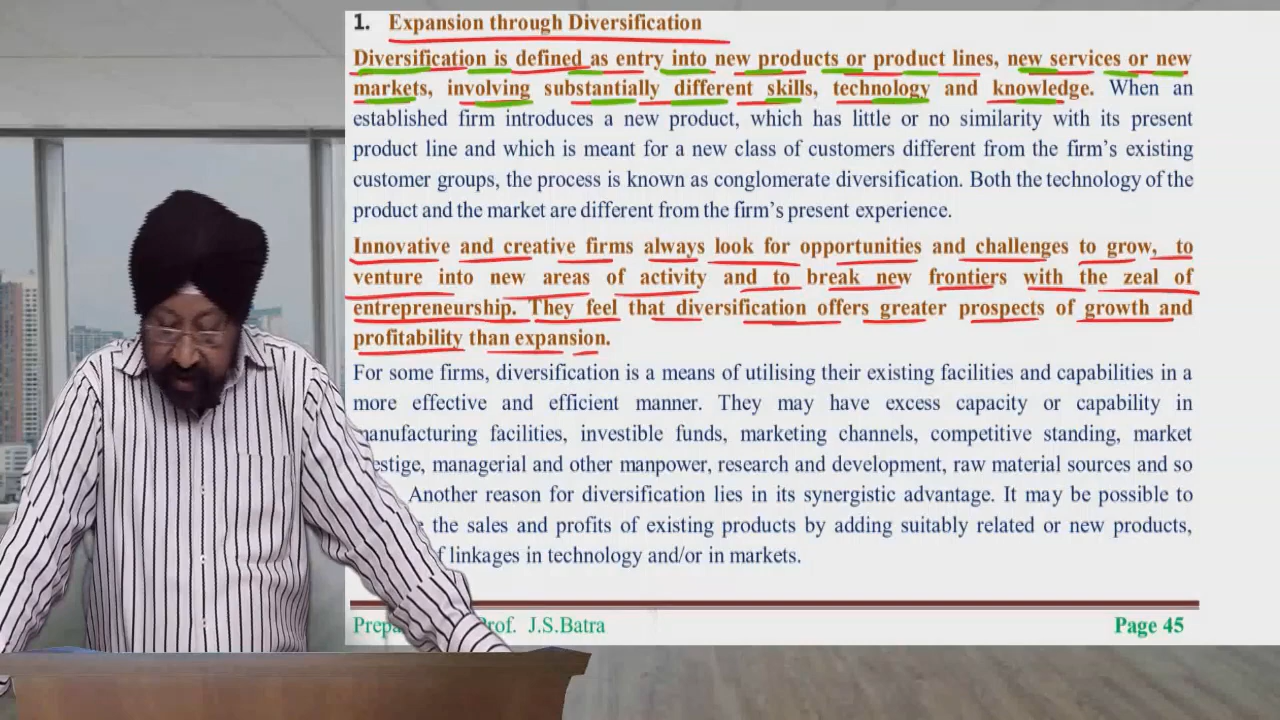 1. Expansion through Diversification
Diversification is defined as entry into new products or product lines, new services or new
markets, involving substantially different skills, technology and knowledge. When an
established firm introduces a new product, which has little or no similarity with its present
product line and which is meant for a new class of customers different from the firm's existing
customer groups, the process is known as conglomerate diversification. Both the technology of the
product and the market are different from the firm's present experience.
Innovative and creative firms always look for opportunities and challenges to grow, to
venture into new areas of activity and to break new frontiers with the zeal of
entrepreneurship. They feel that diversification offers greater prospects of growth and
profitability than expansion.
For some firms, diversification is a means of utilising their existing facilities and capabilities in a
more effective and efficient manner. They may have excess capacity or capability in
facilities, investible funds, marketing channels, competitive standing, market
managerial and other manpower, research and development, raw material sources and so
Another reason for diversification lies in its synergistic advantage. It may be possible to
the sales and profits of existing products by adding suitably related or new products,
linkages in technology and/or in markets.
Prof. J.S.Batra Page 45